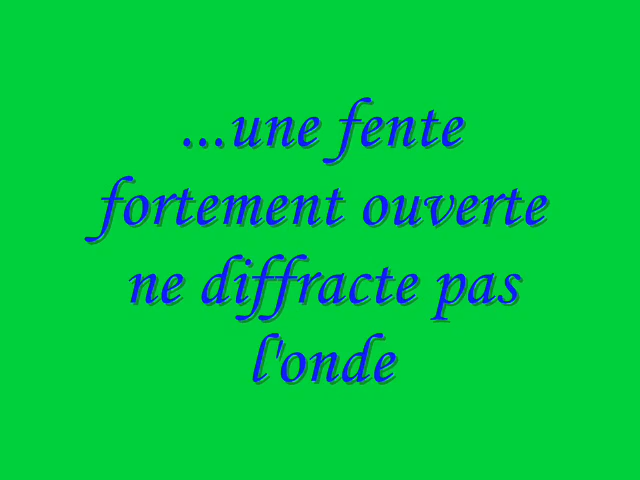 ...une fente
fortement ouverte
ne diffracte pas
l'onde